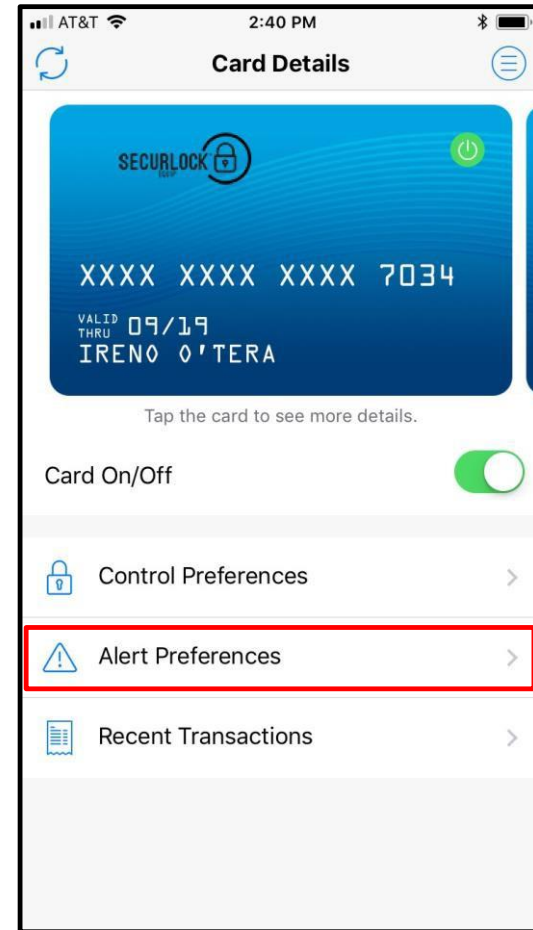 AT&T 2:40 PM
Card Details
SECURLOCK
EQUIP
XXXX XXXX XXXX 7034
VALID THRU 09/19
IRENO O'TERA
Tap the card to see more details.
Card On/Off
Control Preferences
Alert Preferences
Recent Transactions